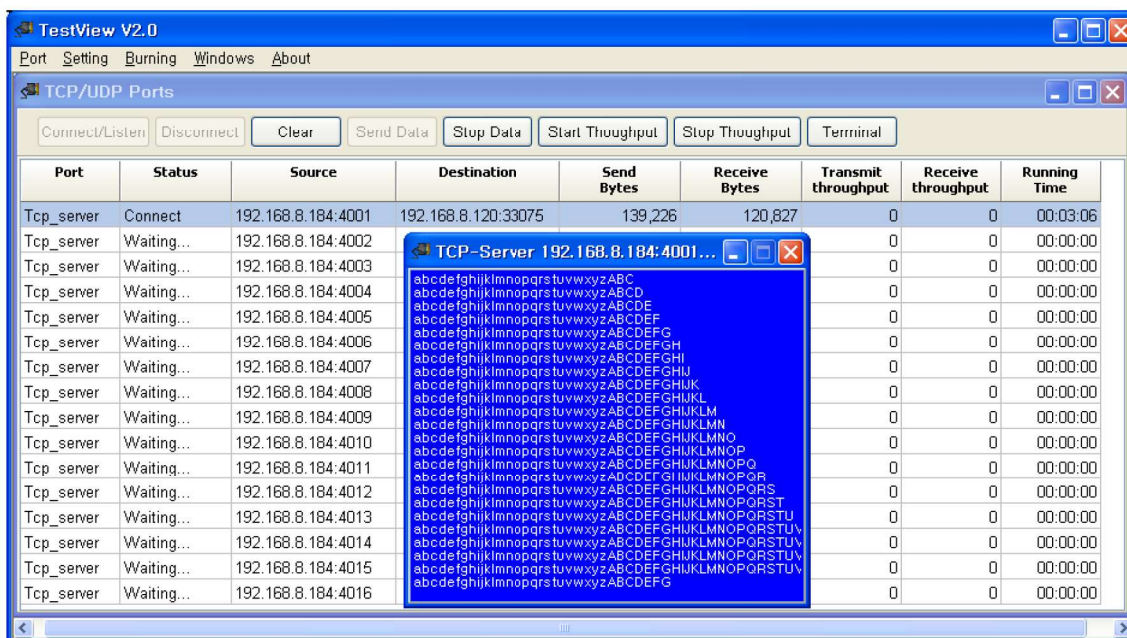 TestView V2.0
Port Setting Burning Windows About
TCP/UDP Ports
Connect/Listen Disconnect Clear Send Data Stop Data Start Thoughput Stop Thoughput Terminal
Port Status Source Destination Send Bytes Receive Bytes Transmit throughput Receive throughput Running Time
Tcp_server Connect 192.168.8.184:4001 192.168.8.120:33075 139,226 120,827 0 0 00:03:06
Tcp_server Waiting... 192.168.8.184:4002 0 0 00:00:00
Tcp_server Waiting... 192.168.8.184:4003 0 0 00:00:00
Tcp_server Waiting... 192.168.8.184:4004 0 0 00:00:00
Tcp_server Waiting... 192.168.8.184:4005 0 0 00:00:00
Tcp_server Waiting... 192.168.8.184:4006 0 0 00:00:00
Tcp_server Waiting... 192.168.8.184:4007 0 0 00:00:00
Tcp_server Waiting... 192.168.8.184:4008 0 0 00:00:00
Tcp_server Waiting... 192.168.8.184:4009 0 0 00:00:00
Tcp_server Waiting... 192.168.8.184:4010 0 0 00:00:00
Tcp_server Waiting... 192.168.8.184:4011 0 0 00:00:00
Tcp_server Waiting... 192.168.8.184:4012 0 0 00:00:00
Tcp_server Waiting... 192.168.8.184:4013 0 0 00:00:00
Tcp_server Waiting... 192.168.8.184:4014 0 0 00:00:00
Tcp_server Waiting... 192.168.8.184:4015 0 0 00:00:00
Tcp_server Waiting... 192.168.8.184:4016 0 0 00:00:00
TCP-Server 192.168.8.184:4001...
abcdefghijklmnopqrstuvwxyzABC
abcdefghijklmnopqrstuvwxyzABCD
abcdefghijklmnopqrstuvwxyzABCDE
abcdefghijklmnopqrstuvwxyzABCDEF
abcdefghijklmnopqrstuvwxyzABCDEFG
abcdefghijklmnopqrstuvwxyzABCDEFGH
abcdefghijklmnopqrstuvwxyzABCDEFGHI
abcdefghijklmnopqrstuvwxyzABCDEFGHIJ
abcdefghijklmnopqrstuvwxyzABCDEFGHIJK
abcdefghijklmnopqrstuvwxyzABCDEFGHIJKL
abcdefghijklmnopqrstuvwxyzABCDEFGHIJKLM
abcdefghijklmnopqrstuvwxyzABCDEFGHIJKLMN
abcdefghijklmnopqrstuvwxyzABCDEFGHIJKLMNO
abcdefghijklmnopqrstuvwxyzABCDEFGHIJKLMNOP
abcdefghijklmnopqrstuvwxyzABCDEFGHIJKLMNOPQ
abcdefghijklmnopqrstuvwxyzABCDEFGHIJKLMNOPQR
abcdefghijklmnopqrstuvwxyzABCDEFGHIJKLMNOPQRS
abcdefghijklmnopqrstuvwxyzABCDEFGHIJKLMNOPQRST
abcdefghijklmnopqrstuvwxyzABCDEFGHIJKLMNOPQRSTU
abcdefghijklmnopqrstuvwxyzABCDEFGHIJKLMNOPQRSTUV
abcdefghijklmnopqrstuvwxyzABCDEFGHIJKLMNOPQRSTUV
abcdefghijklmnopqrstuvwxyzABCDEFGHIJKLMNOPQRSTUV
abcdefghijklmnopqrstuvwxyzABCDEFGHIJKLMNOPQRSTUV
abcdefghijklmnopqrstuvwxyzABCDEFG